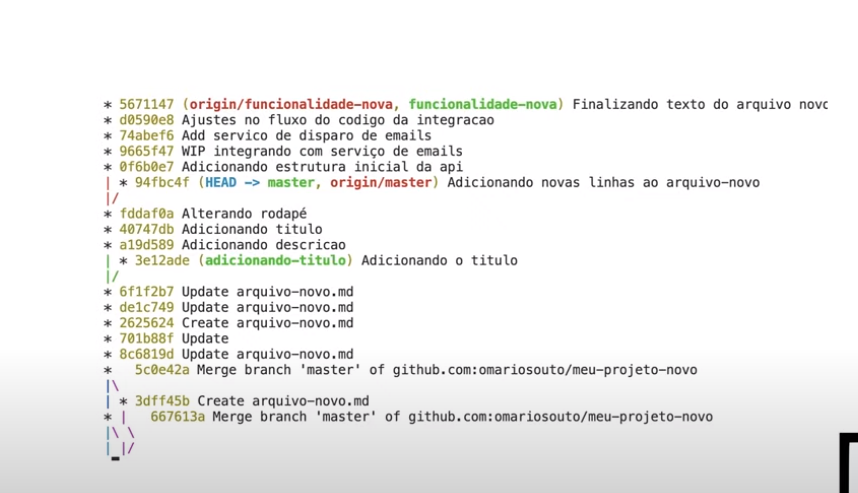 * 5671147 (origin/funcionalidade-nova, funcionalidade-nova) Finalizando texto do arquivo novo
* d0590e8 Ajustes no fluxo do codigo da integracao
* 74abef6 Add servico de disparo de emails
* 9665f47 WIP integrando com serviço de emails
* 0f6b0e7 Adicionando estrutura inicial da api
| * 94fbc4f (HEAD -> master, origin/master) Adicionando novas linhas ao arquivo-novo
|/
* fddaf0a Alterando rodapé
* 40747db Adicionando titulo
* a19d589 Adicionando descricao
| * 3e12ade (adicionando-titulo) Adicionando o titulo
|/
* 6f1f2b7 Update arquivo-novo.md
* de1c749 Update arquivo-novo.md
* 2625624 Create arquivo-novo.md
* 701b88f Update
* 8c6819d Update arquivo-novo.md
*   5c0e42a Merge branch 'master' of github.com:omariosouto/meu-projeto-novo
|\
| * 3dff45b Create arquivo-novo.md
* |   667613a Merge branch 'master' of github.com:omariosouto/meu-projeto-novo
|\ \
| |/